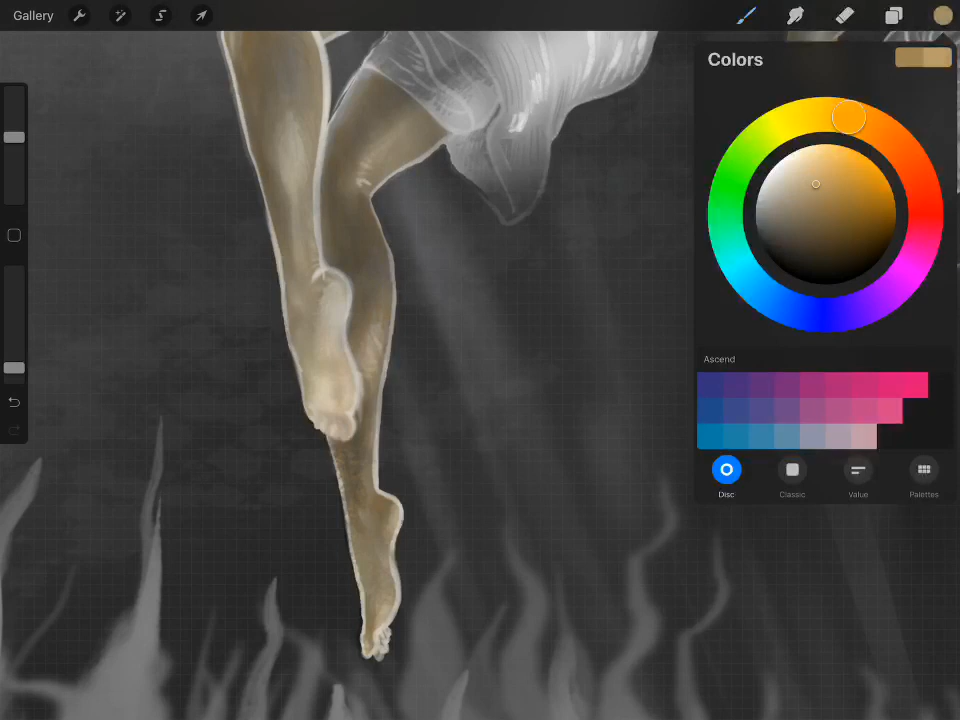 Gallery
Colors
Ascend
Disc
Classic
Value
Palettes